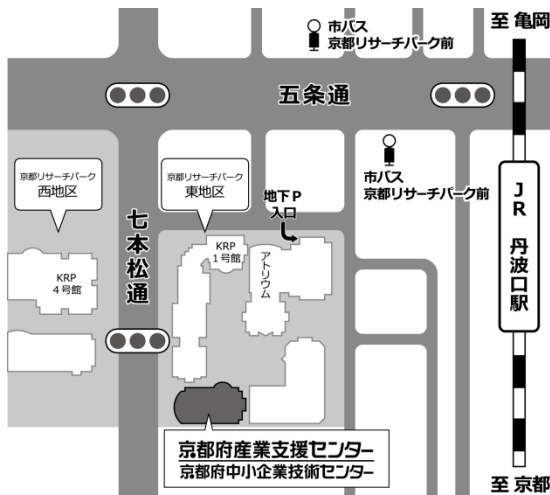 至 亀岡
市バス
京都リサーチパーク前
五条通
市バス
京都リサーチパーク前
京都リサーチパーク
西地区
京都リサーチパーク
東地区
地下P
入口
七本松通
JR 丹波口駅
KRP
4号館
KRP
1号館
アトリウム
京都府産業支援センター
京都府中小企業技術センター
至 京都